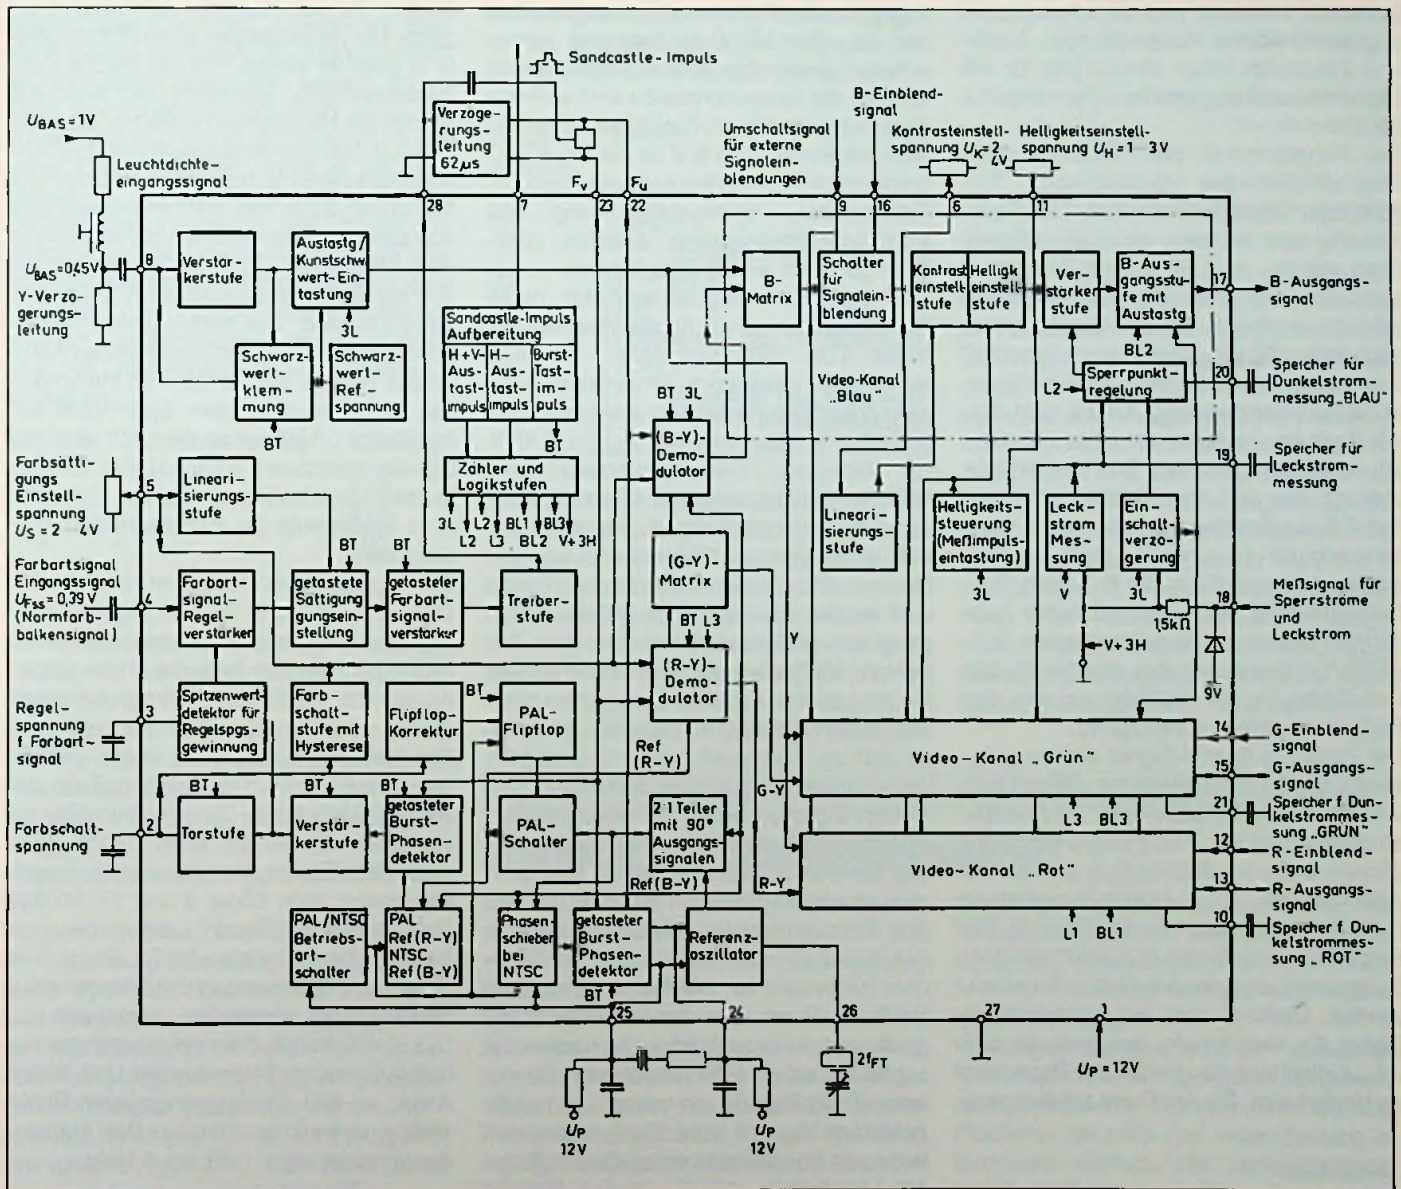 Sandcastle-Impuls
U_BAS = 1V
Leuchtdichte-
eingangssignal
Verzöge-
rungs-
leitung
62µs
B-Einblend-
signal
Umschaltsignal
für externe
Signalein-
blendungen
Kontrasteinstell-
spannung U_K = 2 - 4V
Helligkeitseinstell-
spannung U_H = 1 3V
F_v
F_u
28
7
23
22
9
16
6
11
U_BAS = 0,45V
Y-Verzo-
gerungs-
leitung
8
Verstär-
kerstufe
Austastg /
Kunstschw
wert-Ein-
tastung
3L
Schwarz-
wert-
klem-
mung
BT
Schwarz-
wert-
Ref.
spannung
Sandcastle-Impuls
Aufbereitung
H+V-
Aus-
tast-
impuls
H-
Aus-
tast-
impuls
Burst-
Tast-
im-
puls
BT
B-
Matrix
Schalter
für
Signalein-
blendung
Kontrast
einstell-
stufe
Helligk
einstell-
stufe
Ver-
stärker
stufe
B-Aus-
gangsstu-
fe mit
Austastg
BL2
17
B-Ausgangs-
signal
Video-Kanal
„Blau"
L2
Sperrpunkt-
regelung
20
Speicher für
Dunkelstrom-
messung„BLAU"
Farbsätti-
gungs
Einstell-
spannung
U_S = 2 - 4V
5
Lineari-
sierungs-
stufe
Zähler und
Logikstufen
3L
L2
L2
L3
BL1
BL2
BL3
V+3H
BT 3L
(B-Y)-
Demo-
dulator
19
Speicher für
Leckstrom-
messung
Farbartsignal
Eingangssignal
U_Fss = 0,39 V
(Normfarb-
balkensignal)
4
Farbart-
signal-
Regel-
verstärker
BT
getastete
Sättigung
gungsein-
stellung
BT
getasteter
Farbart-
signal-
verstärkur
Treiber-
stufe
(G-Y)-
Matrix
Y
Lineari-
sierungs-
stufe
Helligkeits-
steuerung
(Meßimpuls-
eintastung)
3L
Leck-
strom
Mes-
sung
V
Ein-
schalt-
verzo-
gerung
3L
1,5kΩ
18
Meßsignal für
Sperrströme
und
Leckstrom
V+3H
9V
BT L3
(R-Y)-
Demo-
dulator
Regel-
spannung
f Farbart-
signal
3
Spitzenwert-
detektor für
Regelspgs-
gewinnung
Farb
schalt-
stufe mit
Hysterese
Flipflop-
Korrektur
BT
PAL-
Flipflop
Ref
(R-Y)
G-Y
Video-Kanal „Grün"
14
G-Einblend-
signal
15
G-Ausgangs-
signal
L3 BL3
21
Speicher f. Dun-
kelstrommes-
sung „GRÜN"
Farbschalt-
spannung
2
BT
Torstufe
BT
Verstär-
kerstufe
BT
getasteter
Burst-
Phasen-
detektor
PAL-
Schalter
2:1 Teiler
mit 90°
Ausgangs-
signalen
Ref (B-Y)
R-Y
Video-Kanal „Rot"
12
R-Einblend-
signal
13
R-Ausgangs-
signal
L1 BL1
10
Speicher f. Dun-
kelstrommes-
sung „ROT"
PAL/NTSC
Betriebs-
art-
schalter
PAL
Ref (R-Y)
NTSC
Ref (B-Y)
Phasen-
schieber
bei
NTSC
getasteter
Burst-
Phasen-
detektor
BT
Referenz-
oszillator
25
24
26
27
1
2f_FT
U_P = 12V
U_P
12V
U_P
12V